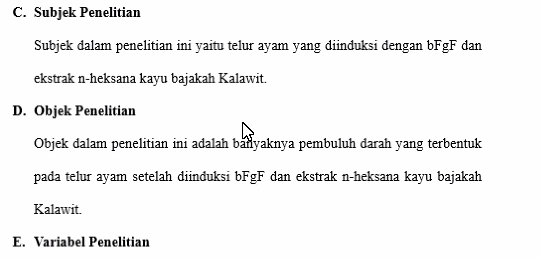 C. Subjek Penelitian
Subjek dalam penelitian ini yaitu telur ayam yang diinduksi dengan bFgF dan
ekstrak n-heksana kayu bajakah Kalawit.
D. Objek Penelitian
Objek dalam penelitian ini adalah banyaknya pembuluh darah yang terbentuk
pada telur ayam setelah diinduksi bFgF dan ekstrak n-heksana kayu bajakah
Kalawit.
E. Variabel Penelitian